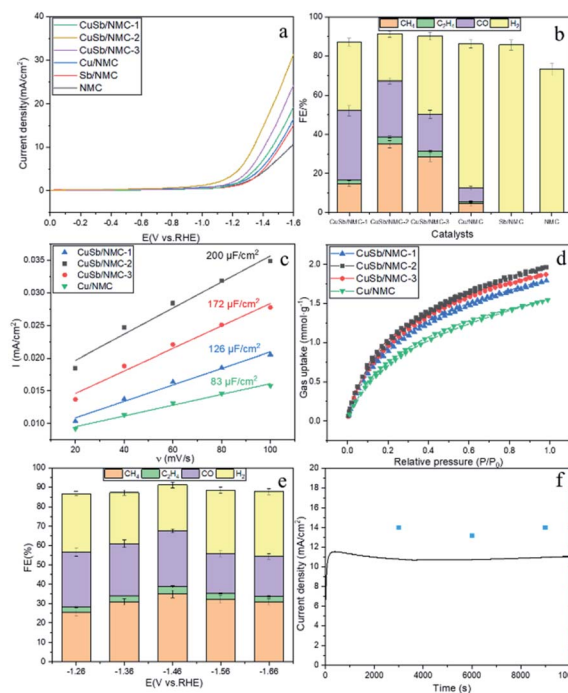 a
CuSb/NMC-1
CuSb/NMC-2
CuSb/NMC-3
Cu/NMC
Sb/NMC
NMC
Current density(mA/cm²)
40
30
20
10
0
0.0 -0.2 -0.4 -0.6 -0.8 -1.0 -1.2 -1.4 -1.6
E(V vs.RHE)
b
CH₄ C₂H₄ CO H₂
FE/%
100
80
60
40
20
0
CuSb/NMC-1 CuSb/NMC-2 CuSb/NMC-3 Cu/NMC Sb/NMC NMC
Catalysts
c
CuSb/NMC-1
CuSb/NMC-2
CuSb/NMC-3
Cu/NMC
200 μF/cm²
172 μF/cm²
126 μF/cm²
83 μF/cm²
I (mA/cm²)
0.035
0.030
0.025
0.020
0.015
0.010
20 40 60 80 100
ν (mV/s)
d
CuSb/NMC-1
CuSb/NMC-2
CuSb/NMC-3
Cu/NMC
Gas uptake (mmol·g⁻¹)
2.0
1.5
1.0
0.5
0.0
0.0 0.2 0.4 0.6 0.8 1.0
Relative pressure (P/P₀)
e
CH₄ C₂H₄ CO H₂
FE(%)
100
90
80
70
60
50
40
30
20
10
0
-1.26 -1.36 -1.46 -1.56 -1.66
E(V vs.RHE)
f
Current density (mA/cm²)
20
18
16
14
12
10
8
6
4
2
0
0 2000 4000 6000 8000
Time (s)